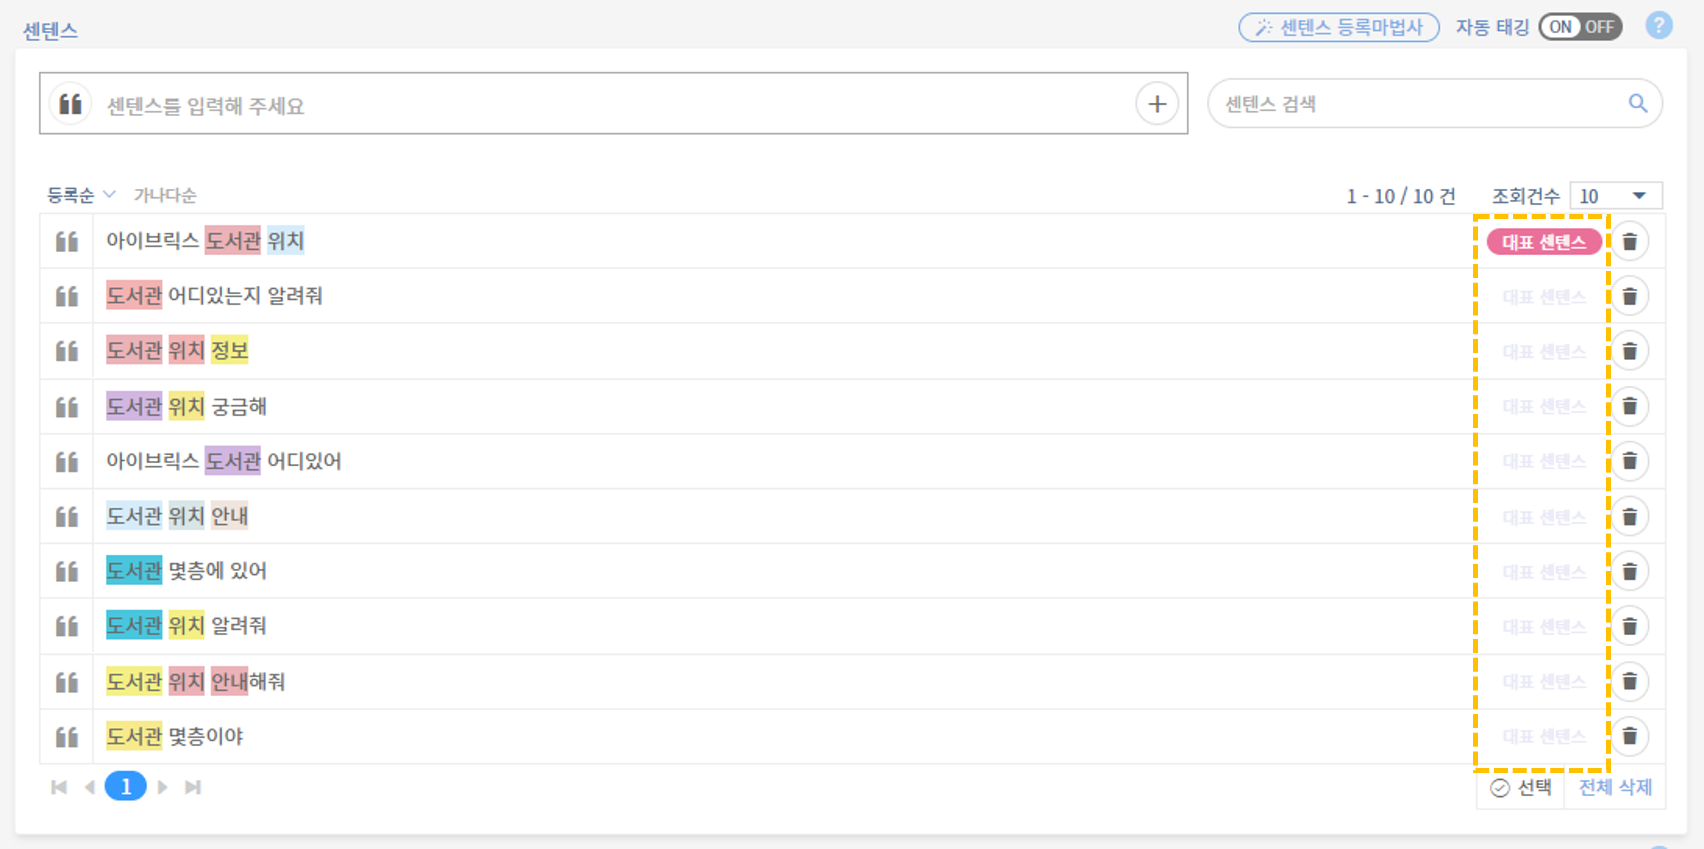 센텐스
센텐스 등록마법사 자동 태깅 ON OFF ?
센텐스를 입력해 주세요 +
센텐스 검색
등록순 가나다순
1 - 10 / 10 건 조회건수 10
아이브릭스 도서관 위치 대표 센텐스
도서관 어디있는지 알려줘 대표 센텐스
도서관 위치 정보 대표 센텐스
도서관 위치 궁금해 대표 센텐스
아이브릭스 도서관 어디있어 대표 센텐스
도서관 위치 안내 대표 센텐스
도서관 몇층에 있어 대표 센텐스
도서관 위치 알려줘 대표 센텐스
도서관 위치 안내해줘 대표 센텐스
도서관 몇층이야 대표 센텐스
1
선택 전체 삭제